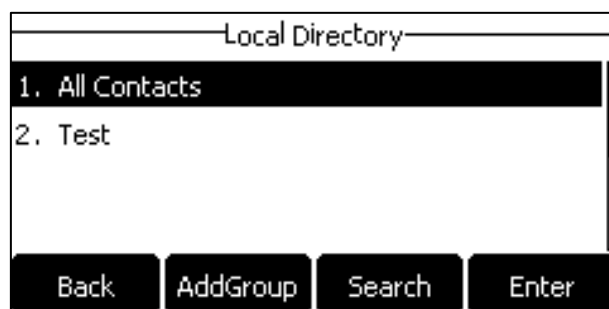 Local Directory
1. All Contacts
2. Test
Back AddGroup Search Enter